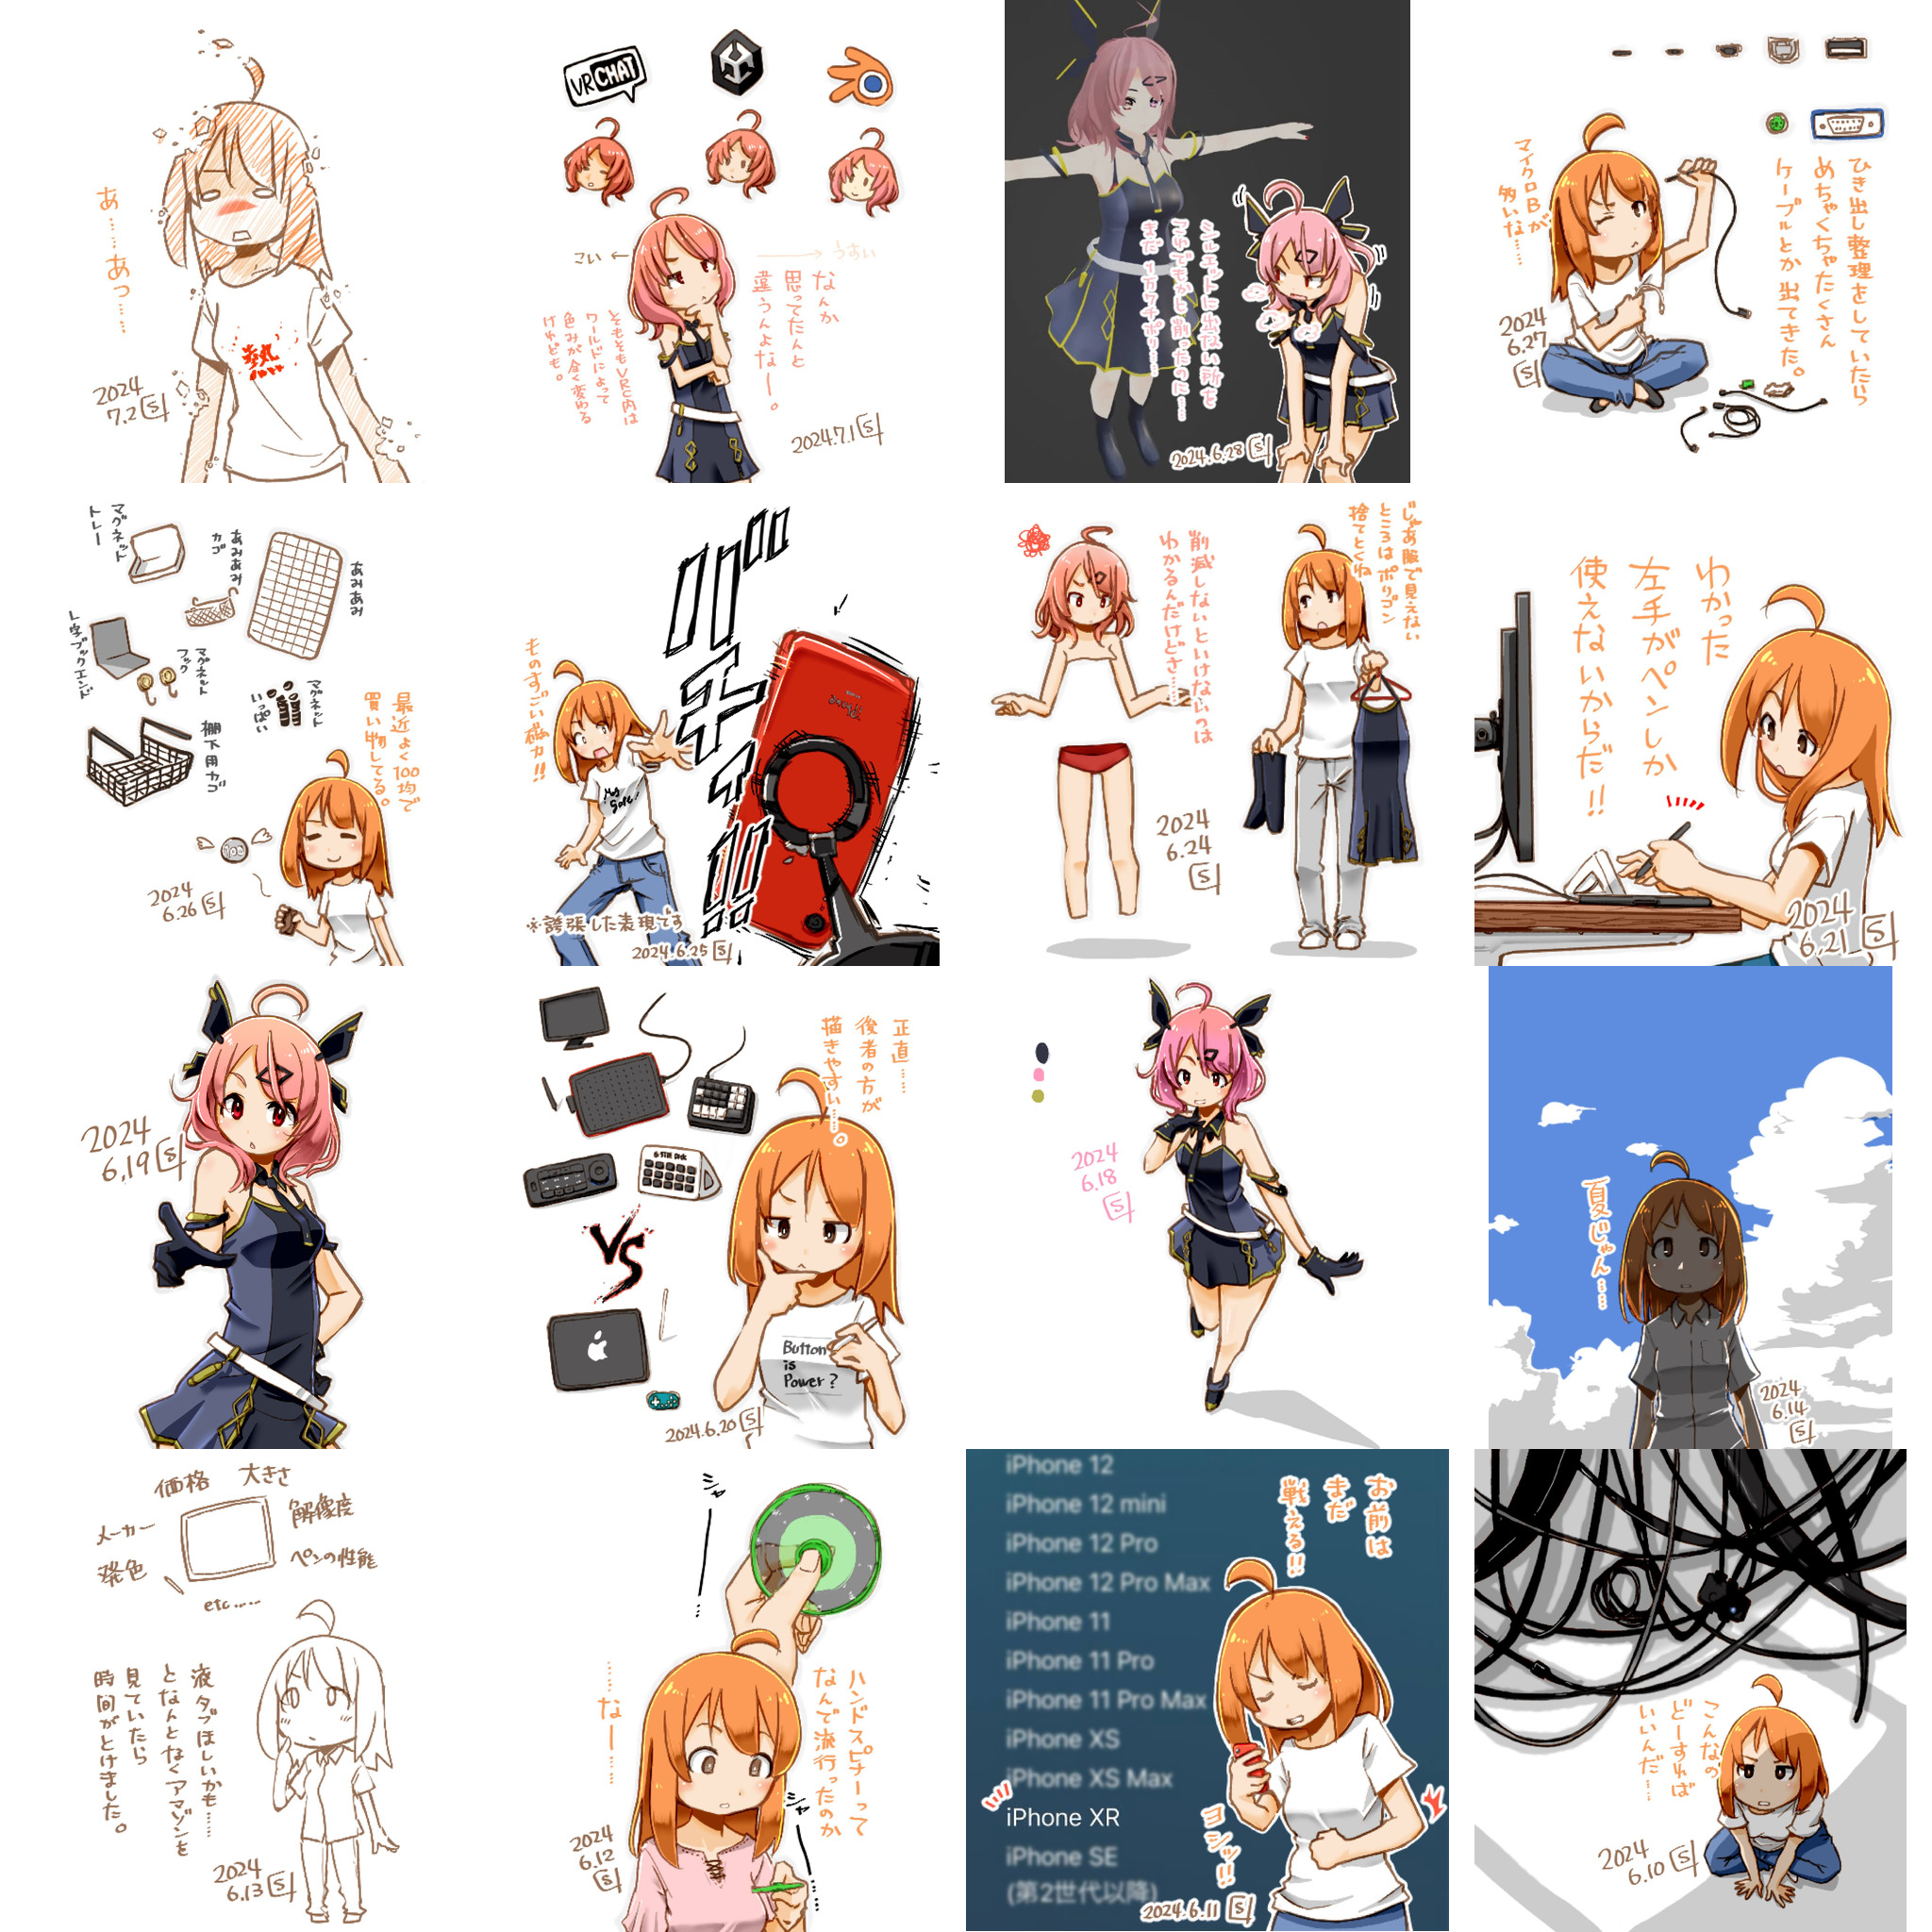 あ……あっ……
熱
2024
7.2 S
VRCHAT
こい ← → うすい
なんか
思ってたんと
違うんよなー。
そもそもVRC内は
ワールドによって
色みが全く変わる
けれども。
2024.7.1 S
シルエットに出ない所を
これでもかと削ったのに……
まだ1万7千ポリ……
2024.6.28 S
ひき出し整理をしていたら
めちゃくちゃたくさん
ケーブルとか出てきた。
マイクロBが
多いな……
2024
6.27
S
マグネット
トレー
あみあみ
カゴ
あみあみ
L字ブックエンド
マグネット
フック
マグネット
いっぱい
棚下用カゴ
最近よく100均で
買い物してる。
2024
6.26 S
バギャ!!
ものすごい磁力!!
※誇張した表現です
2024.6.25 S
削減しないといけないのは
わかるんだけどさ……
じゃあ服で見えない
ところはポリゴン
捨てとくね
2024
6.24
S
わかった
左手がペンしか
使えないからだ!!
2024
6.21 S
2024
6.19 S
正直……
後者の方が
描きやすい……。
VS
Button
is
Power?
2024.6.20 S
2024
6.18
S
夏じゃん……
2024
6.14
S
価格
大きさ
メーカー
解像度
発色
ペンの性能
etc……
液タブほしいかも……
となんとなくアマゾンを
見ていたら
時間がとけました。
2024
6.13 S
シャー
ハンドスピナーって
なんで流行ったのか
……なー……
シャー
2024
6.12
S
iPhone 12
iPhone 12 mini
iPhone 12 Pro
iPhone 12 Pro Max
iPhone 11
iPhone 11 Pro
iPhone 11 Pro Max
iPhone XS
iPhone XS Max
iPhone XR
iPhone SE
(第2世代以降)
お前は
まだ
戦える!!
ヨシッ!!
2024.6.11 S
こんなの
どーすれば
いいんだ……
2024
6.10 S